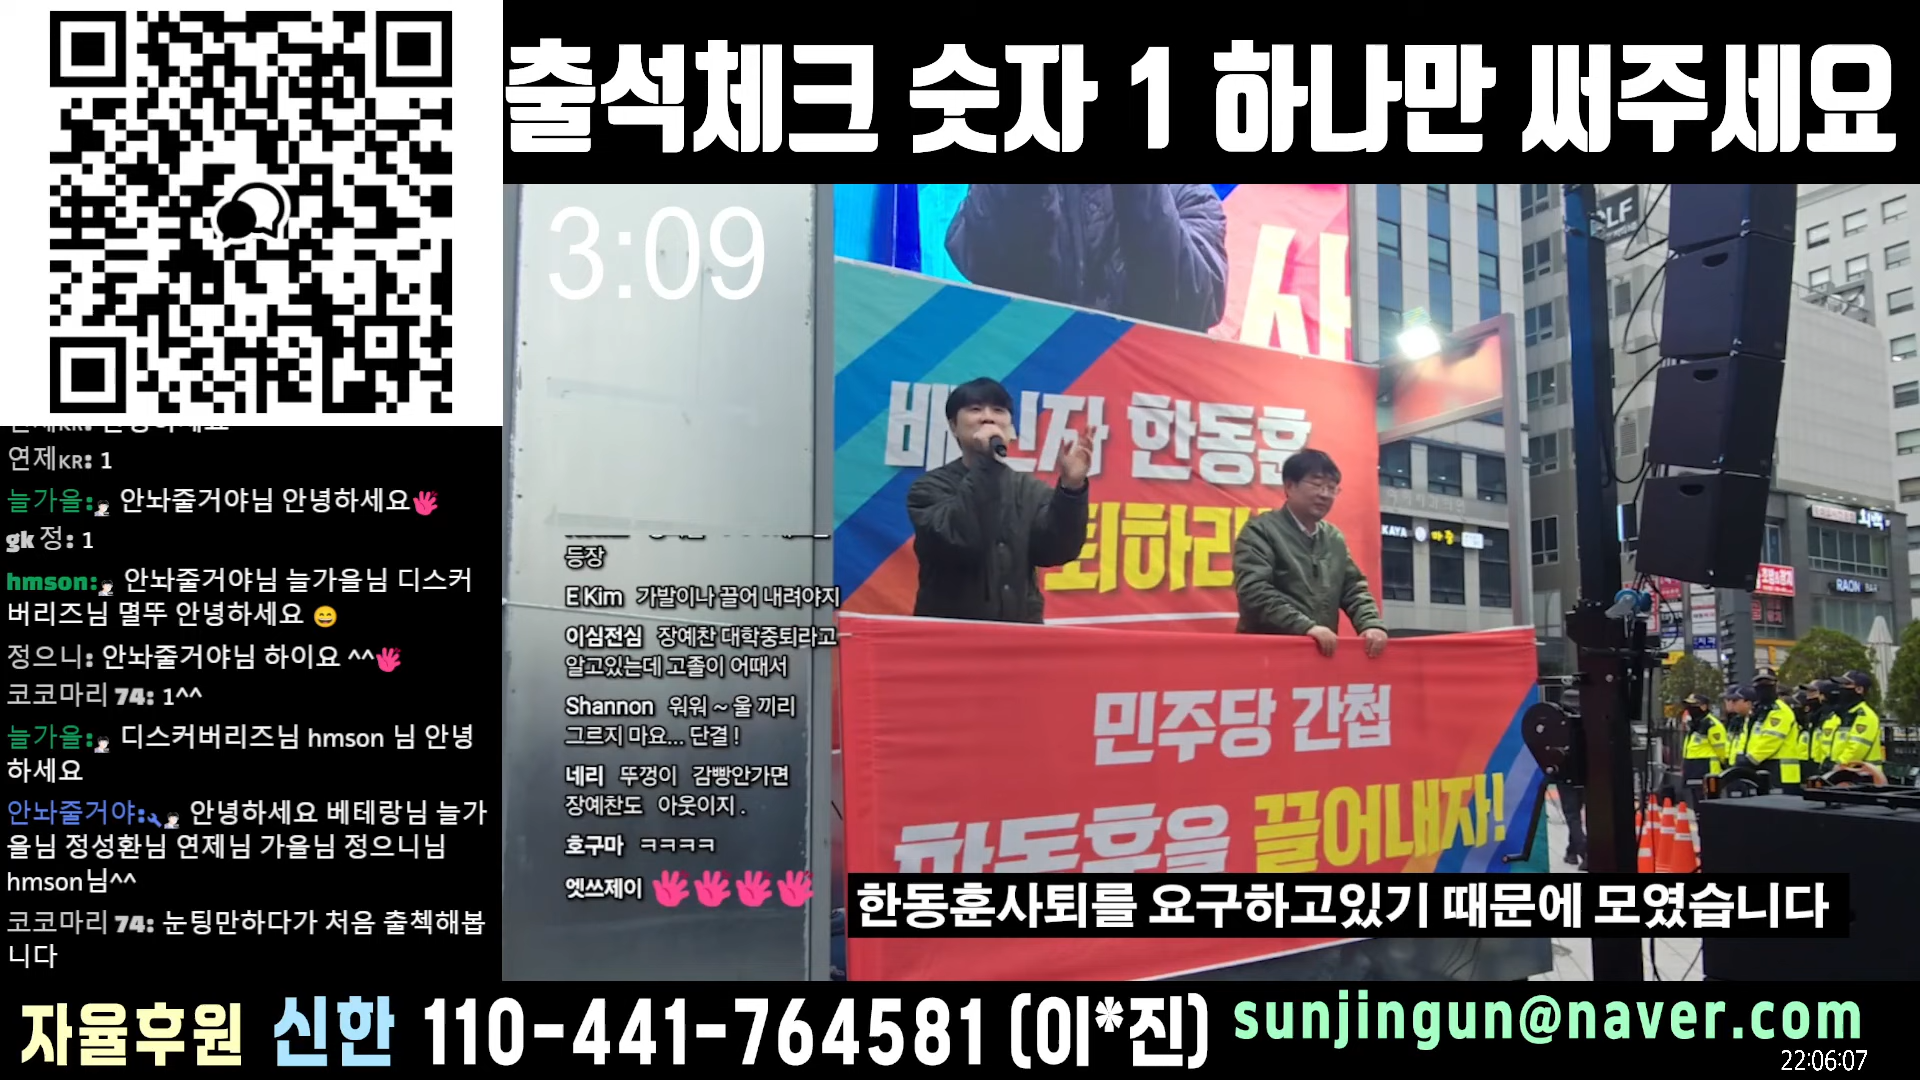 출석체크 숫자 1 하나만 써주세요
연제KR: 1
늘가을: 안놔줄거야님 안녕하세요
gk 정: 1
hmson: 안놔줄거야님 늘가을님 디스커
버리즈님 멸뚜 안녕하세요
정으니: 안놔줄거야님 하이요 ^^
코코마리 74: 1^^
늘가을: 디스커버리즈님 hmson 님 안녕
하세요
안놔줄거야: 안녕하세요 베테랑님 늘가
을님 정성환님 연제님 가을님 정으니님
hmson님^^
코코마리 74: 눈팅만하다가 처음 출첵해봅
니다
3:09
등장
E Kim 가발이나 끌어 내려야지
이심전심 장예찬 대학중퇴라고
알고있는데 고졸이 어때서
Shannon 워워 ~ 울 끼리
그르지 마요... 단결 !
네리 뚜껑이 감빵안가면
장예찬도 아웃이지 .
호구마 ㅋㅋㅋㅋ
엣쓰제이
사
한동훈
퇴하라
민주당 간첩
한동훈을 끌어내자!
RAON BAR
한동훈사퇴를 요구하고있기 때문에 모였습니다
자율후원 신한 110-441-764581 (이*진) sunjingun@naver.com
22:06:07